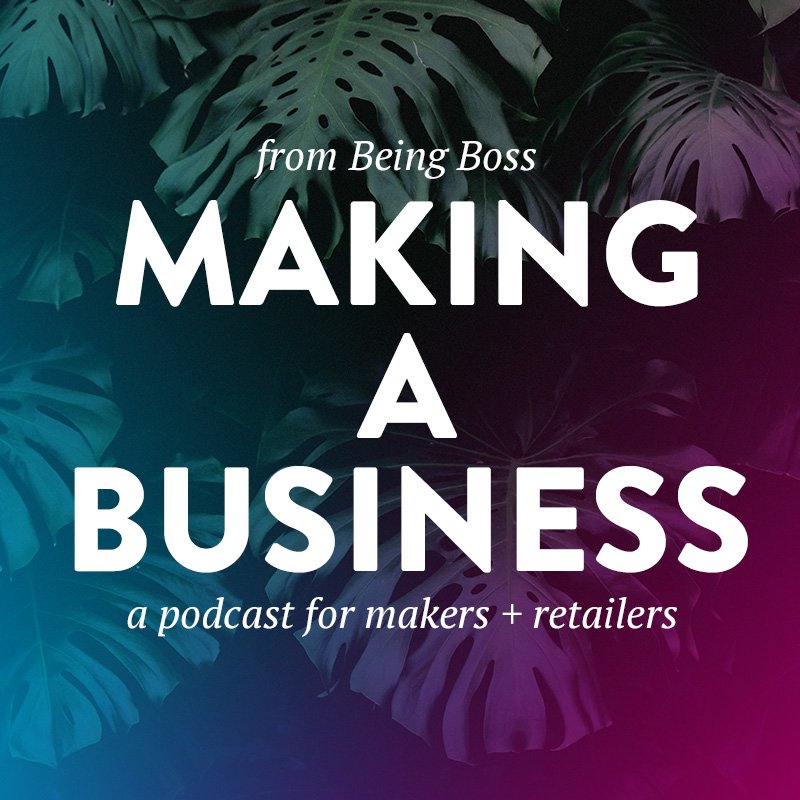 from Being Boss
MAKING
A
BUSINESS
a podcast for makers + retailers